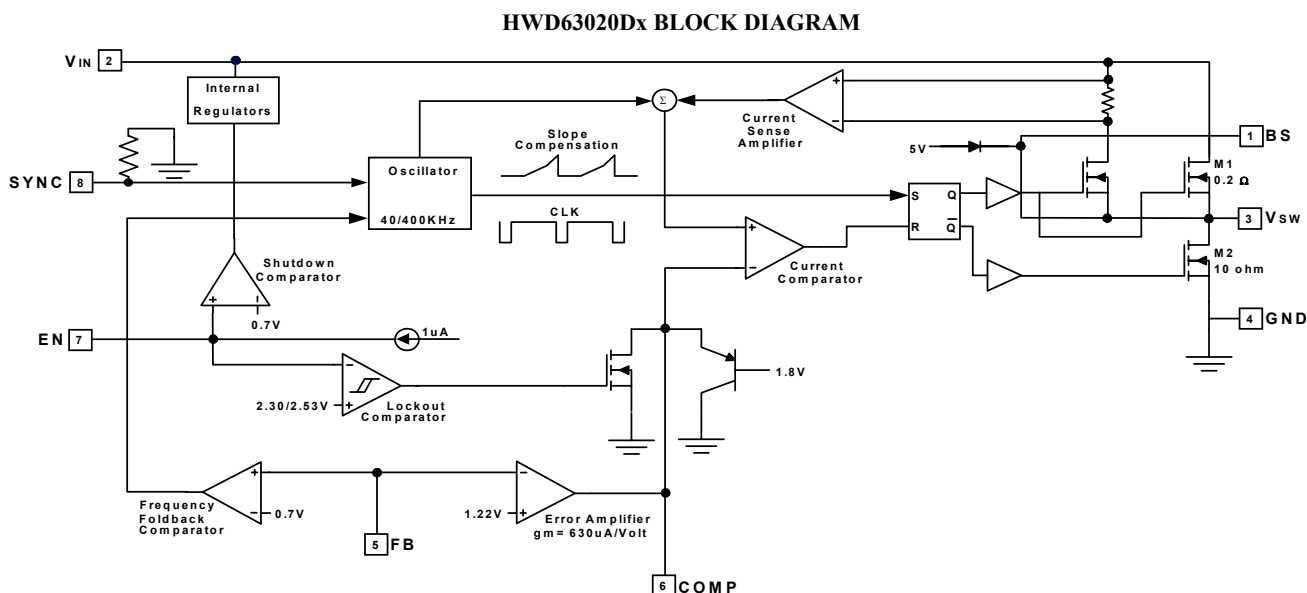 HWD63020Dx BLOCK DIAGRAM
VIN 2
Internal
Regulators
Σ
+
−
Current
Sense
Amplifier
5V
1 BS
Slope
Compensation
Oscillator
40/400KHz
CLK
SYNC 8
S Q
R Q
M1
0.2 Ω
3 VSW
M2
10 ohm
+
−
Current
Comparator
Shutdown
Comparator
+ −
0.7V
4 GND
EN 7
1uA
−
+
2.30/2.53V
Lockout
Comparator
1.8V
+
−
0.7V
Frequency
Foldback
Comparator
−
+
1.22V
Error Amplifier
gm= 630uA/Volt
5 FB
6 COMP